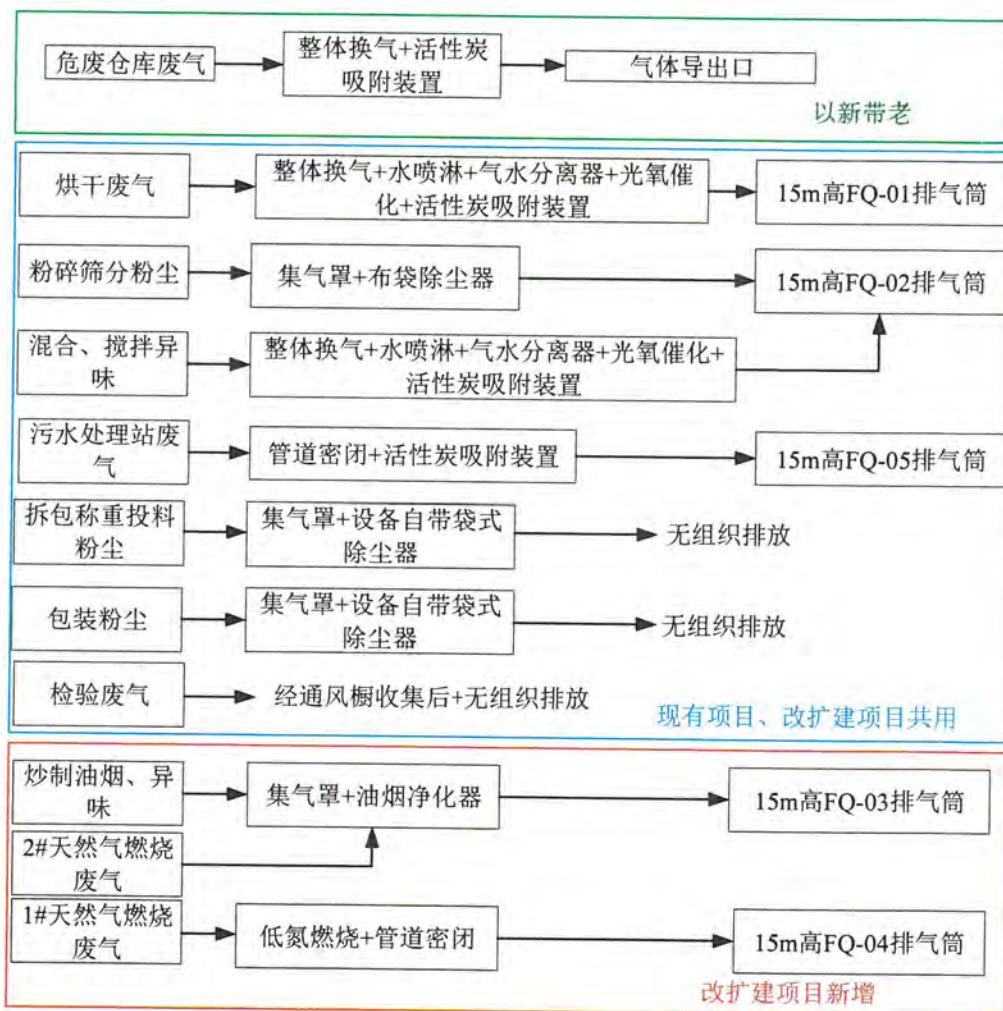 危废仓库废气
整体换气+活性炭
吸附装置
气体导出口
以新带老
烘干废气
整体换气+水喷淋+气水分离器+光氧催
化+活性炭吸附装置
15m高FQ-01排气筒
粉碎筛分粉尘
集气罩+布袋除尘器
15m高FQ-02排气筒
混合、搅拌异
味
整体换气+水喷淋+气水分离器+光氧催化+
活性炭吸附装置
污水处理站废
气
管道密闭+活性炭吸附装置
15m高FQ-05排气筒
拆包称重投料
粉尘
集气罩+设备自带袋式
除尘器
无组织排放
包装粉尘
集气罩+设备自带袋式
除尘器
无组织排放
检验废气
经通风橱收集后+无组织排放
现有项目、改扩建项目共用
炒制油烟、异
味
集气罩+油烟净化器
15m高FQ-03排气筒
2#天然气燃烧
废气
1#天然气燃烧
废气
低氮燃烧+管道密闭
15m高FQ-04排气筒
改扩建项目新增